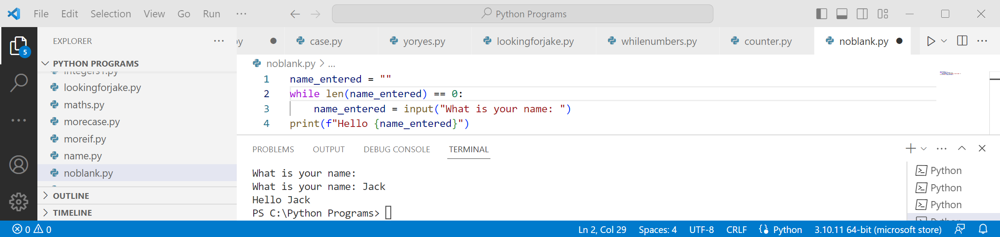 File Edit Selection View Go Run ···
Python Programs
EXPLORER ···
PYTHON PROGRAMS
integers1.py
lookingforjake.py
maths.py
morecase.py
moreif.py
name.py
noblank.py
OUTLINE
TIMELINE
5
py case.py yoryes.py lookingforjake.py whilenumbers.py counter.py noblank.py ···
noblank.py > ...
1 name_entered = ""
2 while len(name_entered) == 0:
3 name_entered = input("What is your name: ")
4 print(f"Hello {name_entered}")
PROBLEMS OUTPUT DEBUG CONSOLE TERMINAL
What is your name:
What is your name: Jack
Hello Jack
PS C:\Python Programs>
Python
Python
Python
Python
0 0 Ln 2, Col 29 Spaces: 4 UTF-8 CRLF Python 3.10.11 64-bit (microsoft store)